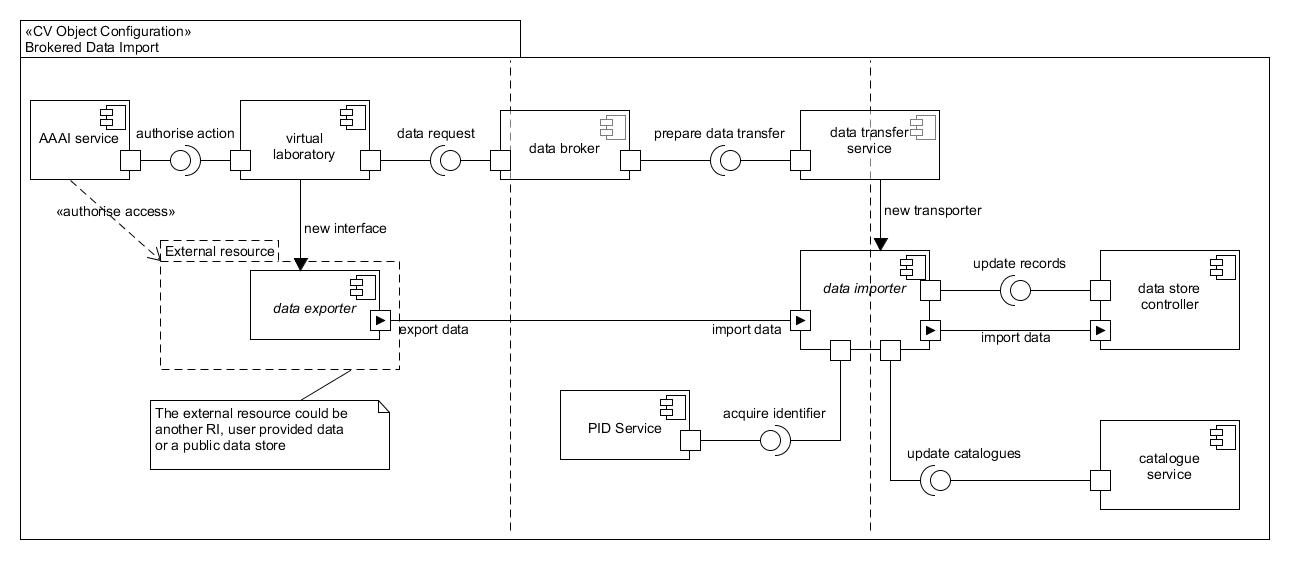 «CV Object Configuration»
Brokered Data Import
AAAI service
authorise action
virtual
laboratory
data request
data broker
prepare data transfer
data transfer
service
«authorise access»
new interface
new transporter
External resource
data exporter
export data
import data
data importer
update records
data store
controller
import data
The external resource could be
another RI, user provided data
or a public data store
PID Service
acquire identifier
update catalogues
catalogue
service